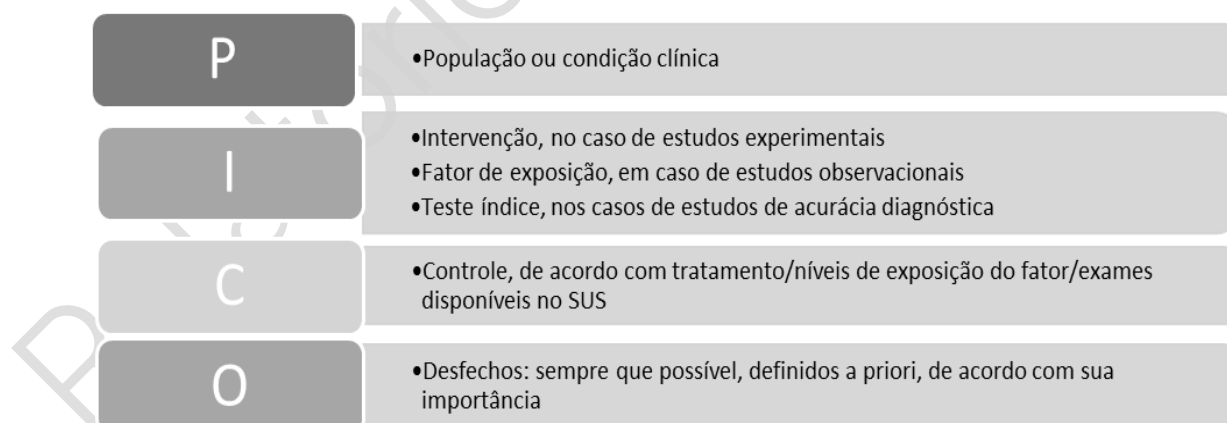 P
•População ou condição clínica
I
•Intervenção, no caso de estudos experimentais
•Fator de exposição, em caso de estudos observacionais
•Teste índice, nos casos de estudos de acurácia diagnóstica
C
•Controle, de acordo com tratamento/níveis de exposição do fator/exames
disponíveis no SUS
O
•Desfechos: sempre que possível, definidos a priori, de acordo com sua
importância